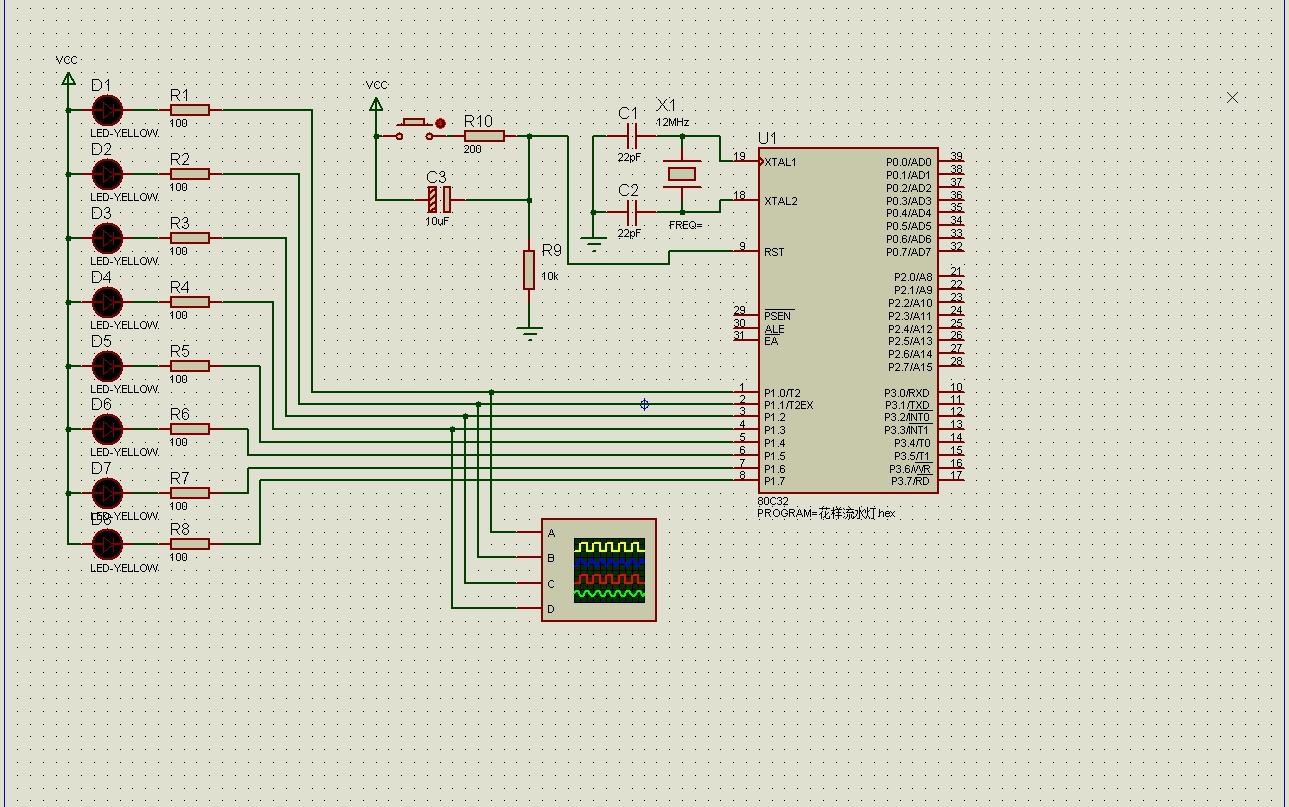 VCC
D1
LED-YELLOW
R1
100
D2
LED-YELLOW
R2
100
D3
LED-YELLOW
R3
100
D4
LED-YELLOW
R4
100
D5
LED-YELLOW
R5
100
D6
LED-YELLOW
R6
100
D7
LED-YELLOW
R7
100
D8
LED-YELLOW
R8
100
VCC
R10
200
C3
10uF
R9
10k
C1
22pF
C2
22pF
X1
12MHz
FREQ=
U1
19 XTAL1
18 XTAL2
9 RST
29 PSEN
30 ALE
31 EA
1 P1.0/T2
2 P1.1/T2EX
3 P1.2
4 P1.3
5 P1.4
6 P1.5
7 P1.6
8 P1.7
P0.0/AD0 39
P0.1/AD1 38
P0.2/AD2 37
P0.3/AD3 36
P0.4/AD4 35
P0.5/AD5 34
P0.6/AD6 33
P0.7/AD7 32
P2.0/A8 21
P2.1/A9 22
P2.2/A10 23
P2.3/A11 24
P2.4/A12 25
P2.5/A13 26
P2.6/A14 27
P2.7/A15 28
P3.0/RXD 10
P3.1/TXD 11
P3.2/INT0 12
P3.3/INT1 13
P3.4/T0 14
P3.5/T1 15
P3.6/WR 16
P3.7/RD 17
80C32
PROGRAM=花样流水灯.hex
A
B
C
D